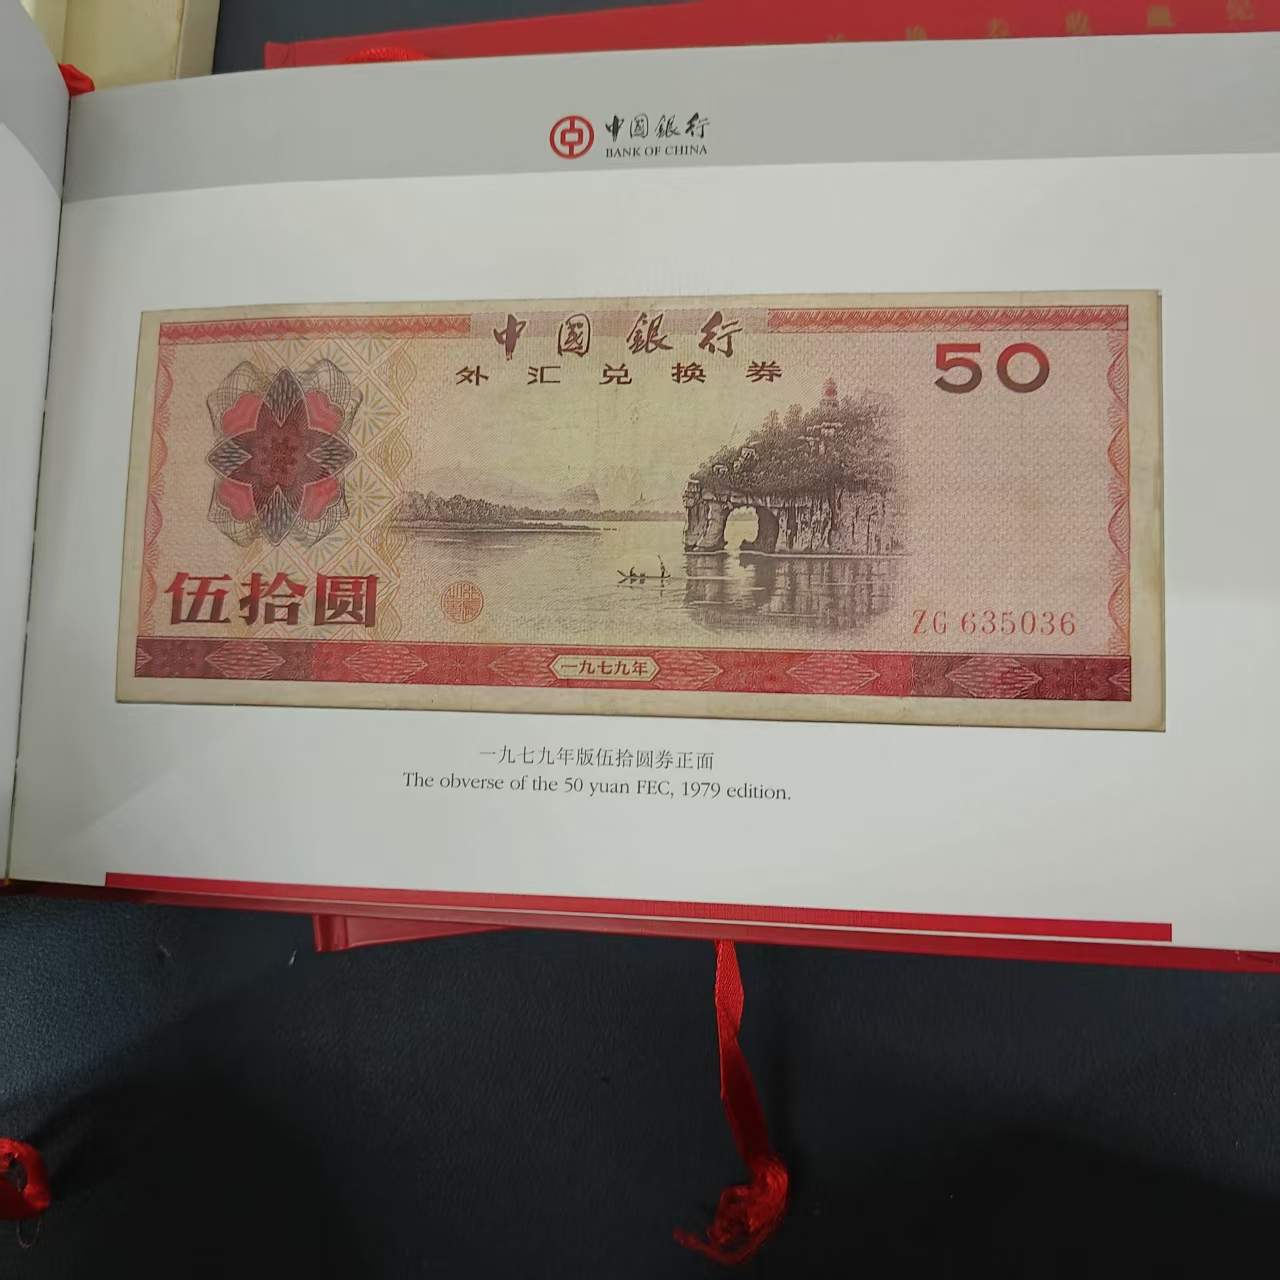 中國銀行
BANK OF CHINA
中國銀行
外汇兑换券
50
伍拾圆
ZG 635036
一九七九年
一九七九年版伍拾圆券正面
The obverse of the 50 yuan FEC, 1979 edition.